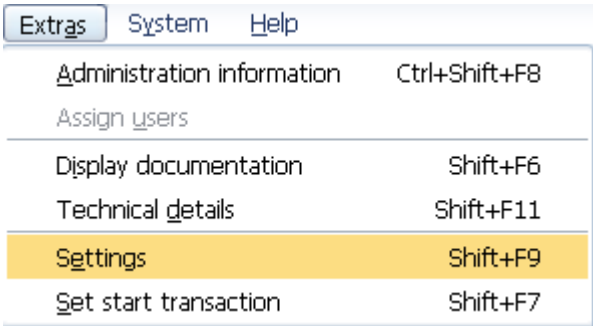 Extras System Help
Administration information Ctrl+Shift+F8
Assign users
Display documentation Shift+F6
Technical details Shift+F11
Settings Shift+F9
Set start transaction Shift+F7